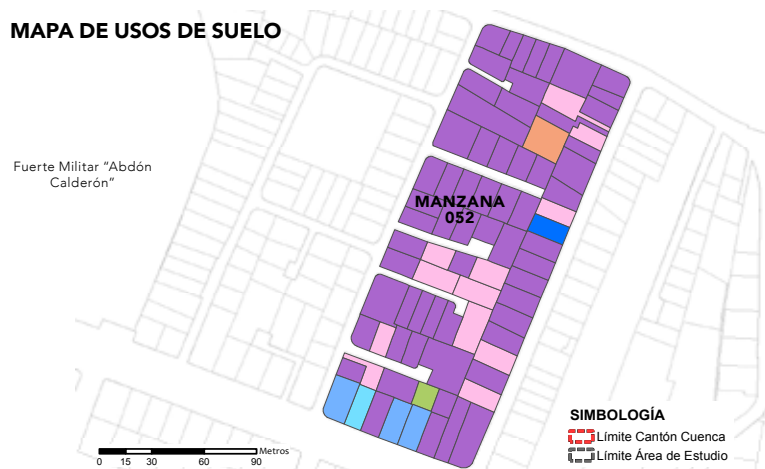 MAPA DE USOS DE SUELO
Fuerte Militar "Abdón
Calderón"
MANZANA
052
SIMBOLOGÍA
Límite Cantón Cuenca
Límite Área de Estudio
Metros
0 15 30 60 90